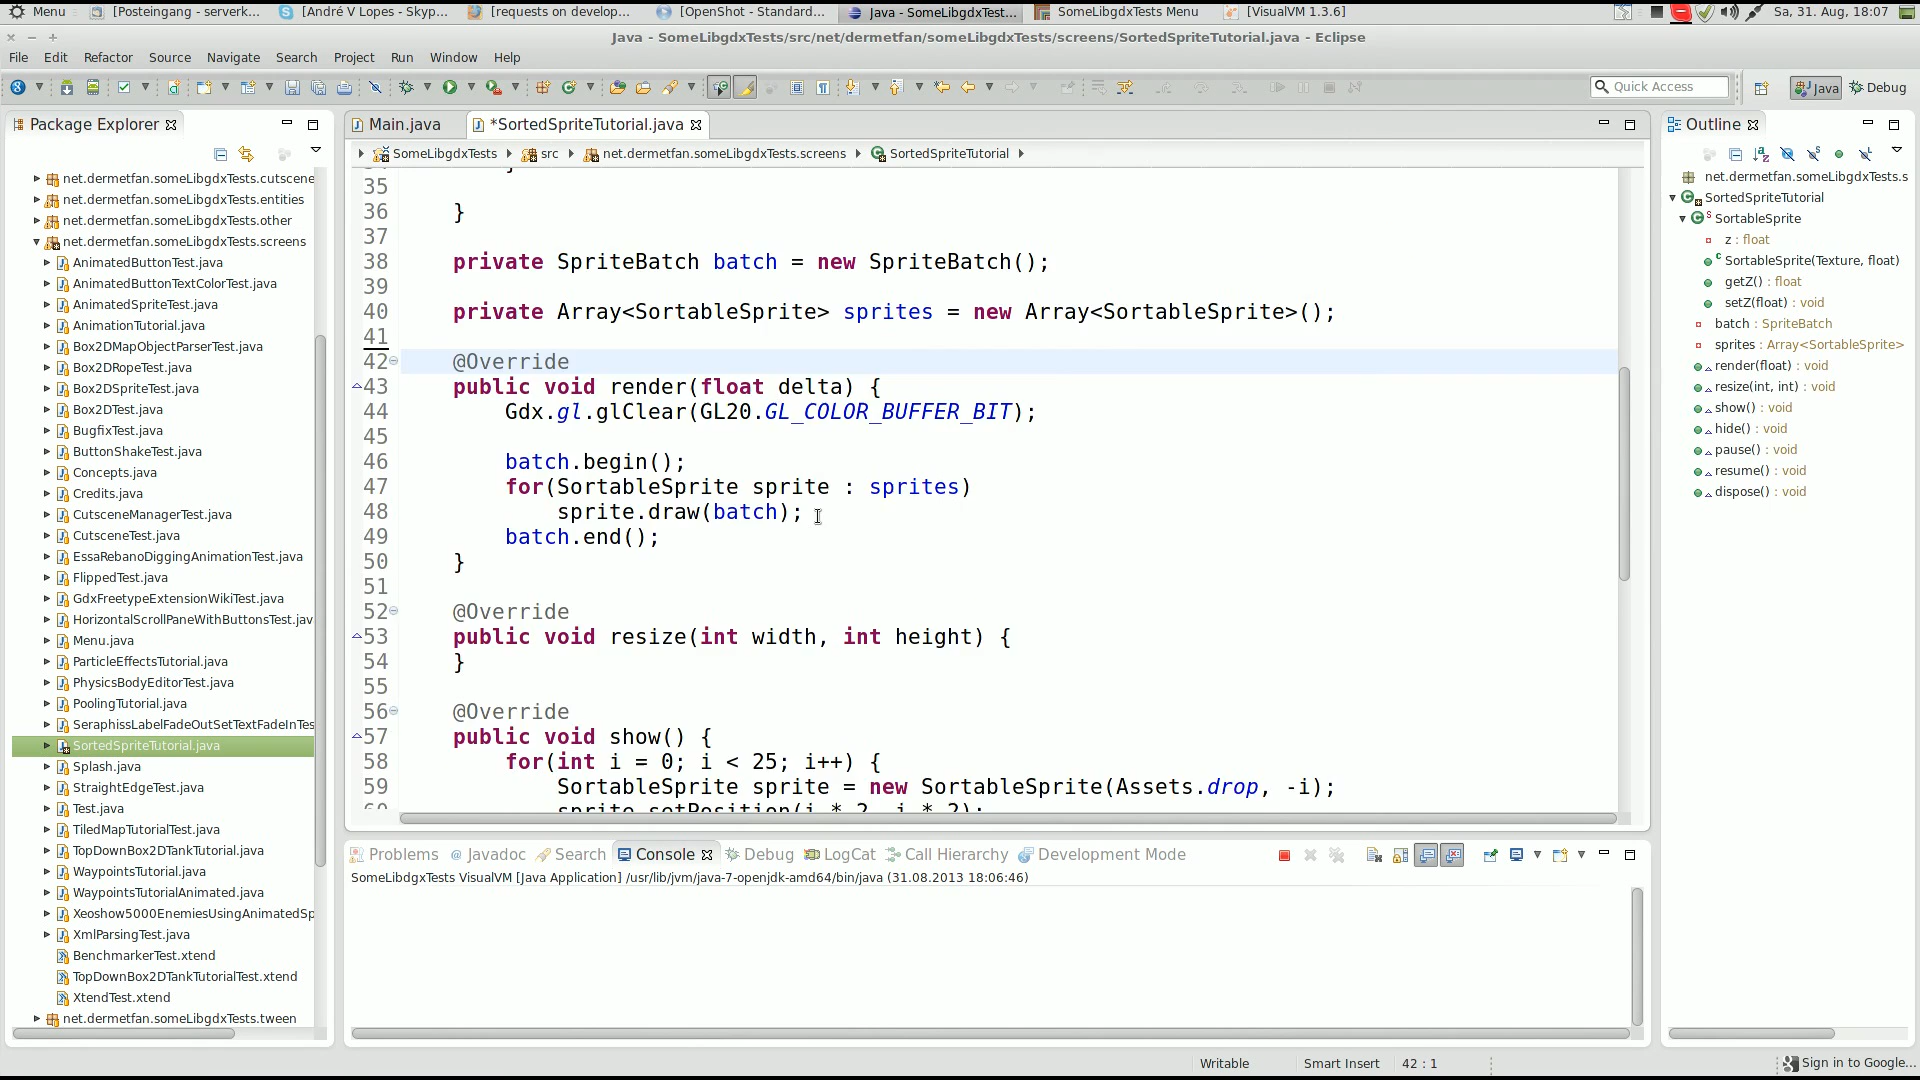 Menu [Posteingang - serverk... [André V Lopes - Skyp... [requests on develop... [OpenShot - Standard... Java - SomeLibgdxTest... SomeLibgdxTests Menu [VisualVM 1.3.6] Sa, 31. Aug, 18:07
Java - SomeLibgdxTests/src/net/dermetfan/someLibgdxTests/screens/SortedSpriteTutorial.java - Eclipse
File Edit Refactor Source Navigate Search Project Run Window Help
Quick Access Java Debug
Package Explorer
net.dermetfan.someLibgdxTests.cutscene
net.dermetfan.someLibgdxTests.entities
net.dermetfan.someLibgdxTests.other
net.dermetfan.someLibgdxTests.screens
AnimatedButtonTest.java
AnimatedButtonTextColorTest.java
AnimatedSpriteTest.java
AnimationTutorial.java
Box2DMapObjectParserTest.java
Box2DRopeTest.java
Box2DSpriteTest.java
Box2DTest.java
BugfixTest.java
ButtonShakeTest.java
Concepts.java
Credits.java
CutsceneManagerTest.java
CutsceneTest.java
EssaRebanoDiggingAnimationTest.java
FlippedTest.java
GdxFreetypeExtensionWikiTest.java
HorizontalScrollPaneWithButtonsTest.jav
Menu.java
ParticleEffectsTutorial.java
PhysicsBodyEditorTest.java
PoolingTutorial.java
SeraphissLabelFadeOutSetTextFadeInTes
SortedSpriteTutorial.java
Splash.java
StraightEdgeTest.java
Test.java
TiledMapTutorialTest.java
TopDownBox2DTankTutorial.java
WaypointsTutorial.java
WaypointsTutorialAnimated.java
Xeoshow5000EnemiesUsingAnimatedSp
XmlParsingTest.java
BenchmarkerTest.xtend
TopDownBox2DTankTutorialTest.xtend
XtendTest.xtend
net.dermetfan.someLibgdxTests.tween
Main.java *SortedSpriteTutorial.java
SomeLibgdxTests src net.dermetfan.someLibgdxTests.screens SortedSpriteTutorial
35
36 }
37
38 private SpriteBatch batch = new SpriteBatch();
39
40 private Array<SortableSprite> sprites = new Array<SortableSprite>();
41
42 @Override
43 public void render(float delta) {
44 Gdx.gl.glClear(GL20.GL_COLOR_BUFFER_BIT);
45
46 batch.begin();
47 for(SortableSprite sprite : sprites)
48 sprite.draw(batch);
49 batch.end();
50 }
51
52 @Override
53 public void resize(int width, int height) {
54 }
55
56 @Override
57 public void show() {
58 for(int i = 0; i < 25; i++) {
59 SortableSprite sprite = new SortableSprite(Assets.drop, -i);
60 sprite.setPosition(i * 2, i * 2);
Problems Javadoc Search Console Debug LogCat Call Hierarchy Development Mode
SomeLibdgxTests VisualVM [Java Application] /usr/lib/jvm/java-7-openjdk-amd64/bin/java (31.08.2013 18:06:46)
Outline
net.dermetfan.someLibgdxTests.s
SortedSpriteTutorial
SortableSprite
z : float
SortableSprite(Texture, float)
getZ() : float
setZ(float) : void
batch : SpriteBatch
sprites : Array<SortableSprite>
render(float) : void
resize(int, int) : void
show() : void
hide() : void
pause() : void
resume() : void
dispose() : void
Writable Smart Insert 42 : 1 Sign in to Google...